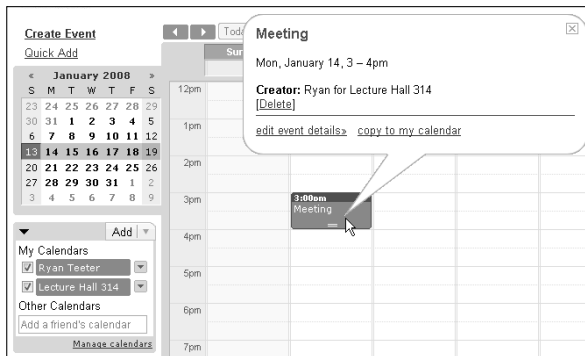 Create Event
Quick Add
« January 2008 »
S M T W T F S
23 24 25 26 27 28 29
30 31 1 2 3 4 5
6 7 8 9 10 11 12
13 14 15 16 17 18 19
20 21 22 23 24 25 26
27 28 29 30 31 1 2
3 4 5 6 7 8 9
Add
My Calendars
Ryan Teeter
Lecture Hall 314
Other Calendars
Add a friend's calendar
Manage calendars
Toda
Sun
12pm
1pm
2pm
3pm
4pm
5pm
6pm
7pm
3:00pm
Meeting
Meeting
Mon, January 14, 3 – 4pm
Creator: Ryan for Lecture Hall 314
[Delete]
edit event details» copy to my calendar